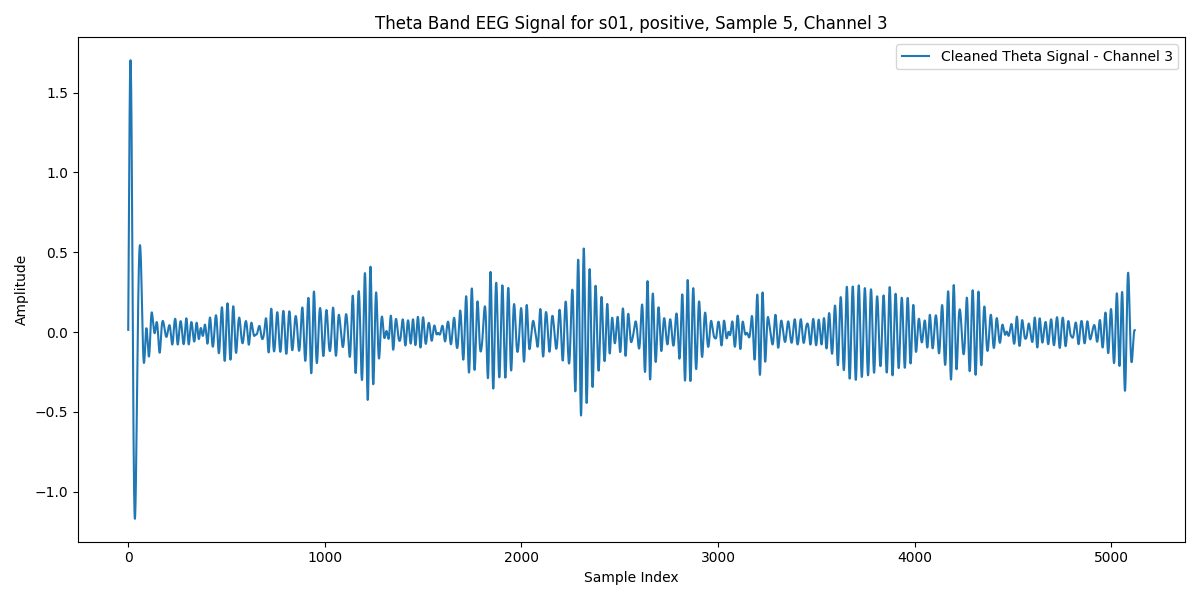 Theta Band EEG Signal for s01, positive, Sample 5, Channel 3
Cleaned Theta Signal - Channel 3
1.5
1.0
0.5
0.0
−0.5
−1.0
Amplitude
0 1000 2000 3000 4000 5000
Sample Index